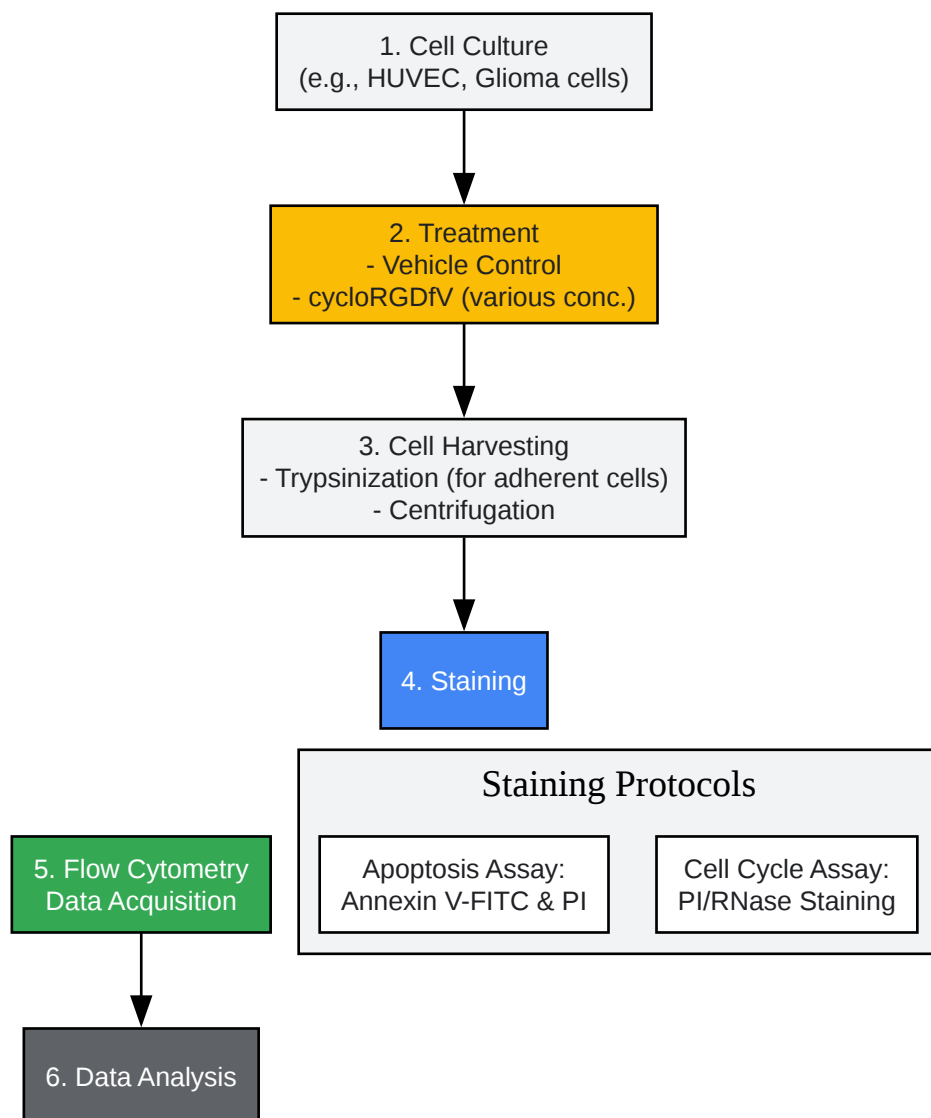 1. Cell Culture
(e.g., HUVEC, Glioma cells)
2. Treatment
- Vehicle Control
- cycloRGDfV (various conc.)
3. Cell Harvesting
- Trypsinization (for adherent cells)
- Centrifugation
4. Staining
Staining Protocols
Apoptosis Assay:
Annexin V-FITC & PI
Cell Cycle Assay:
PI/RNase Staining
5. Flow Cytometry
Data Acquisition
6. Data Analysis